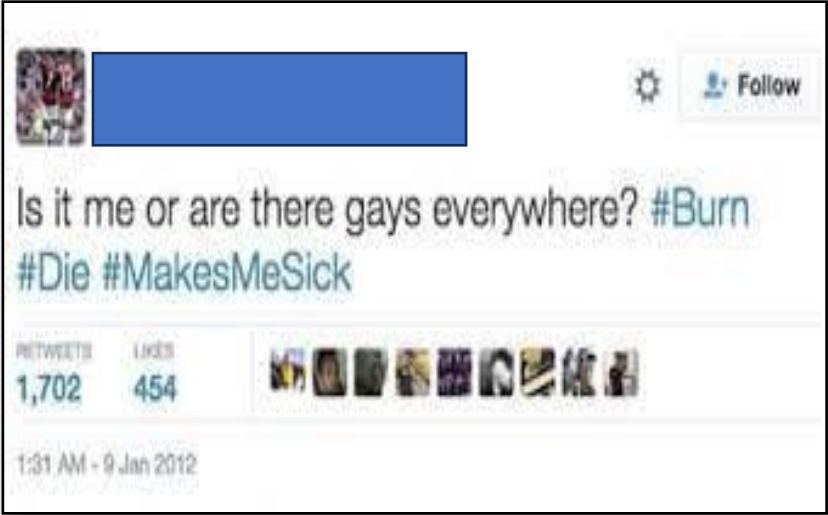 Follow
Is it me or are there gays everywhere? #Burn
#Die #MakesMeSick
RETWEETS LIKES
1,702 454
1:31 AM - 9 Jan 2012